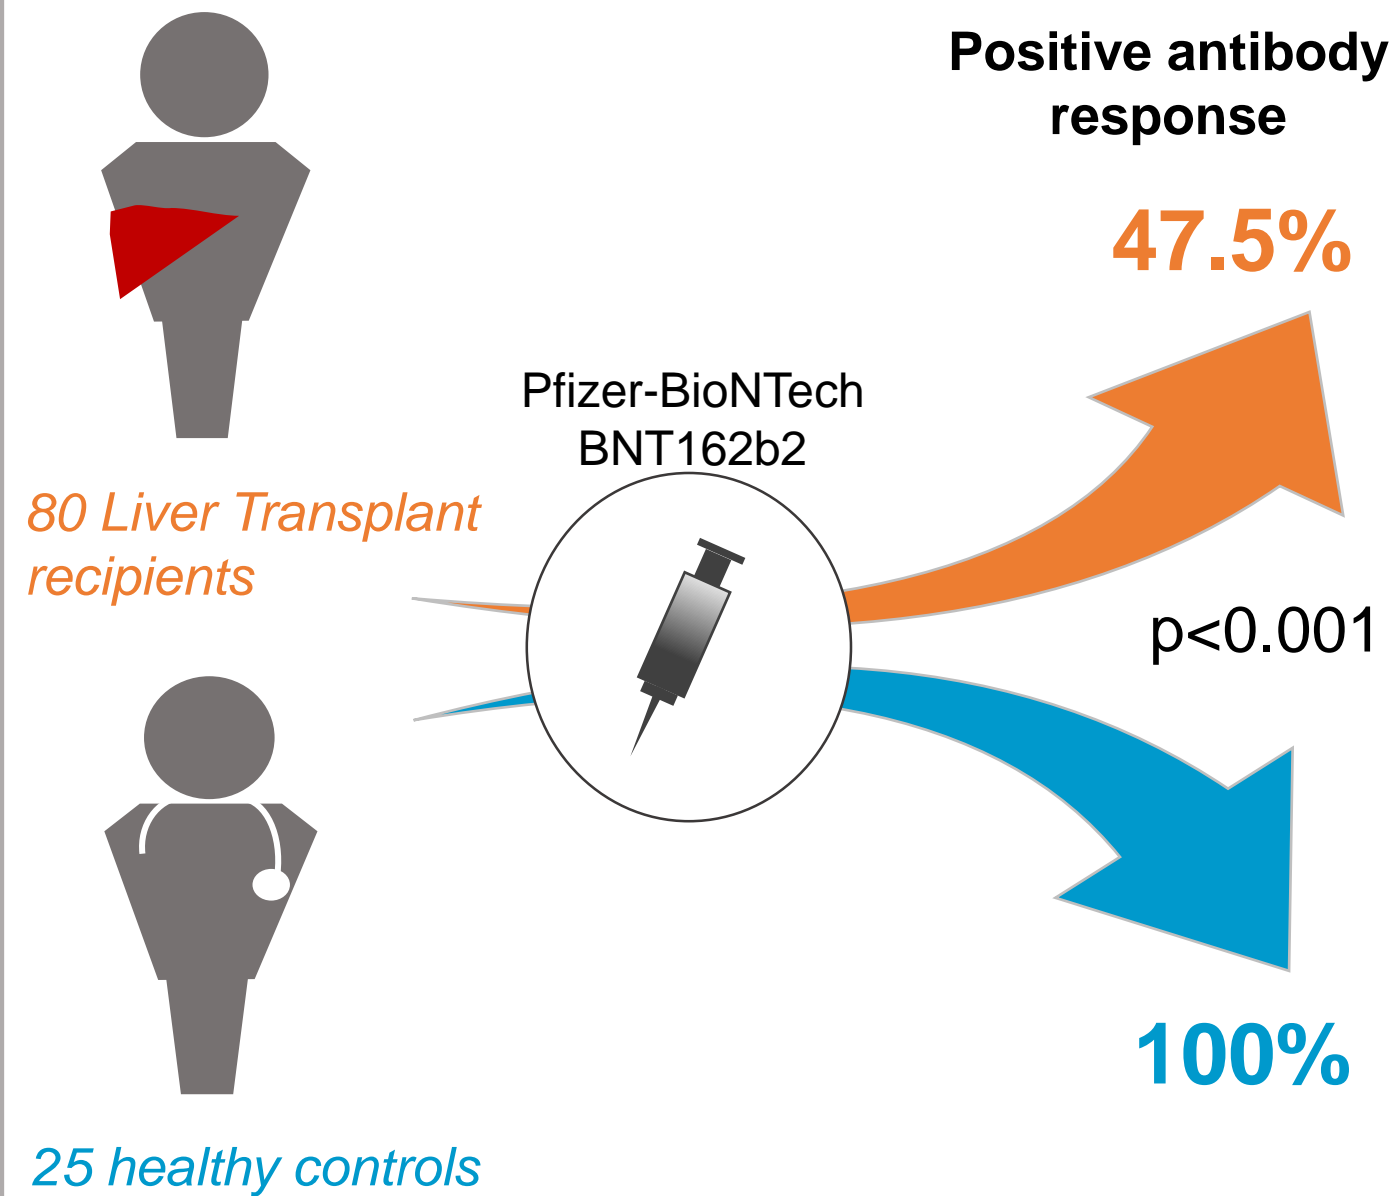 Positive antibody
response
47.5%
Pfizer-BioNTech
BNT162b2
80 Liver Transplant
recipients
p<0.001
100%
25 healthy controls